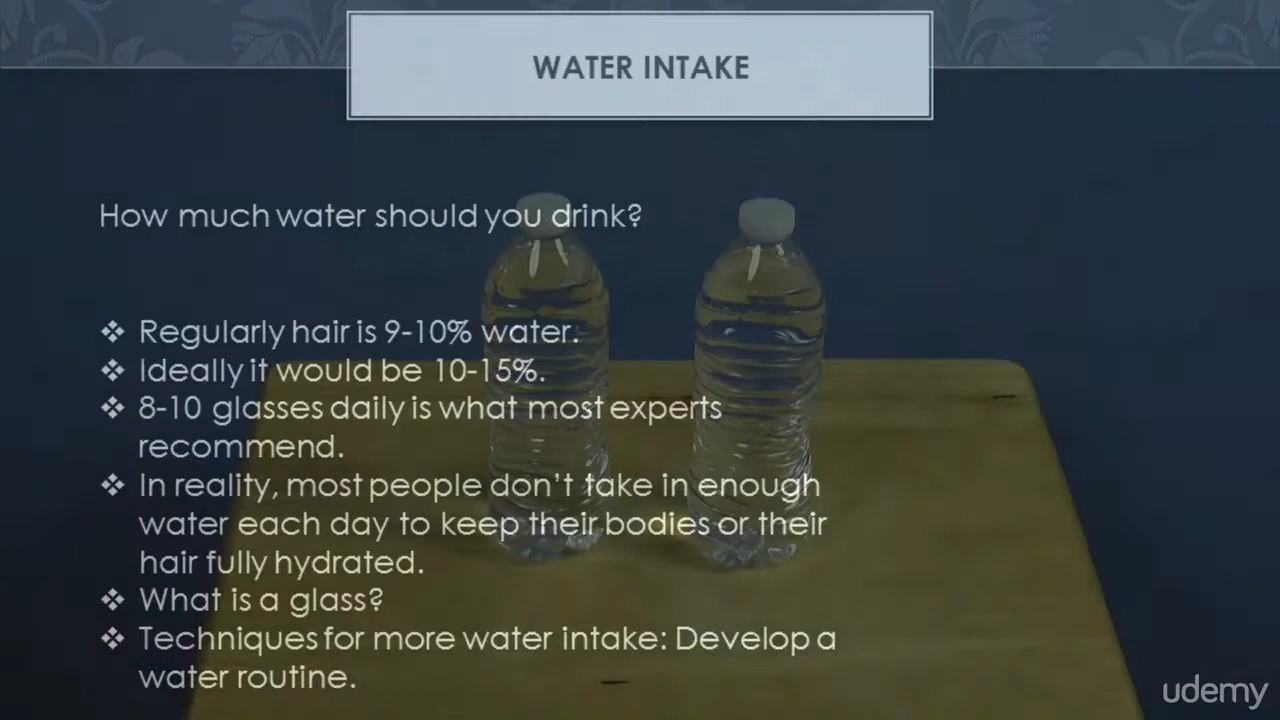 WATER INTAKE
How much water should you drink?
❖ Regularly hair is 9-10% water.
❖ Ideally it would be 10-15%.
❖ 8-10 glasses daily is what most experts
recommend.
❖ In reality, most people don't take in enough
water each day to keep their bodies or their
hair fully hydrated.
❖ What is a glass?
❖ Techniques for more water intake: Develop a
water routine.
udemy